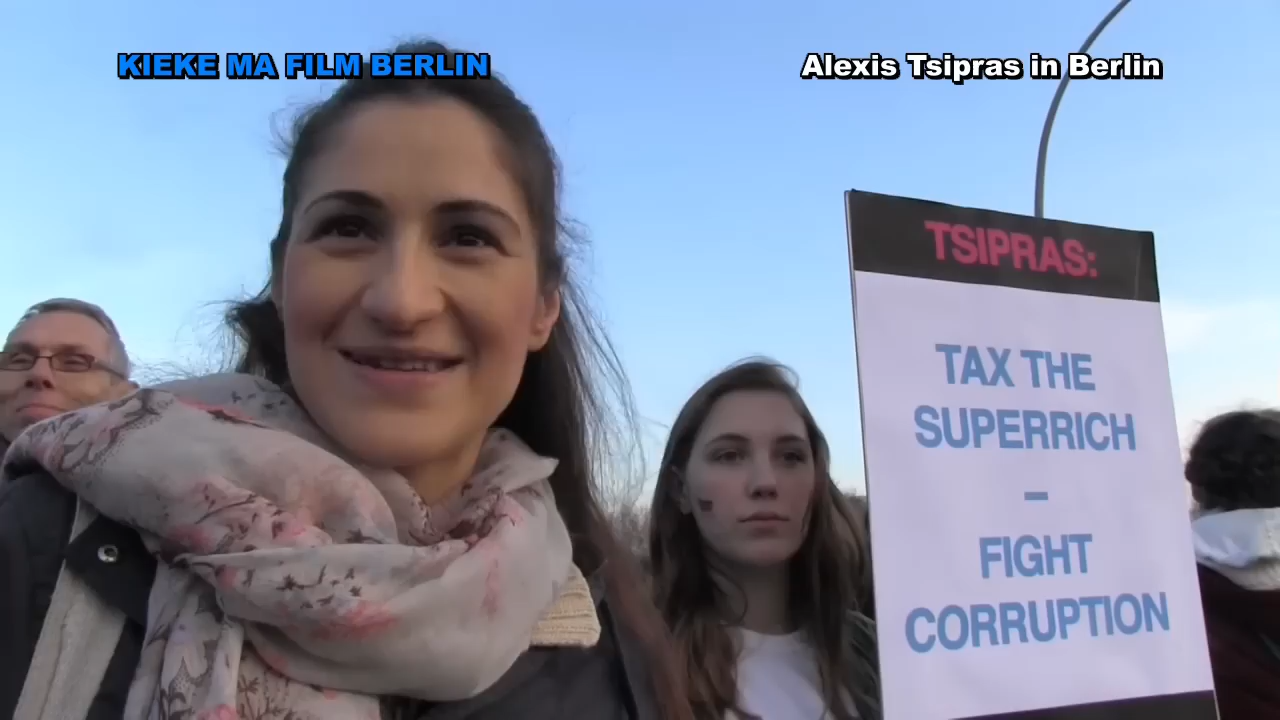 KIEKE MA FILM BERLIN
Alexis Tsipras in Berlin
TSIPRAS:
TAX THE
SUPERRICH
–
FIGHT
CORRUPTION